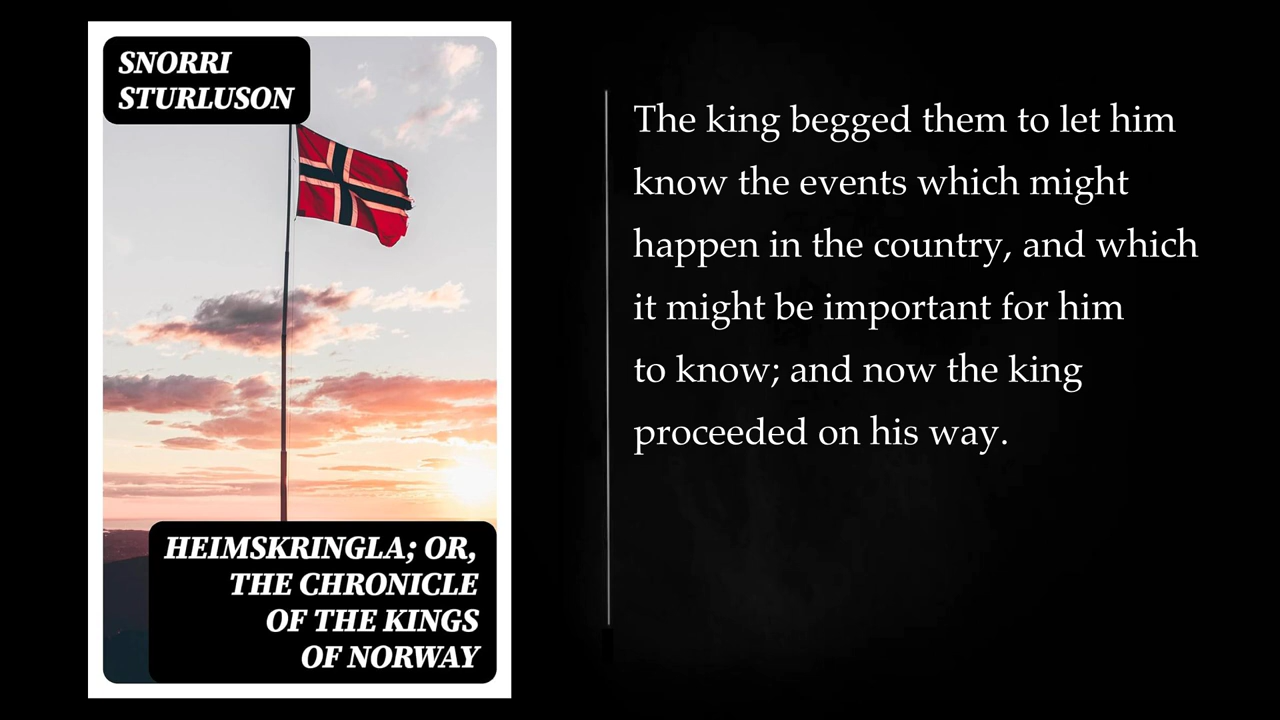 SNORRI
STURLUSON
HEIMSKRINGLA; OR,
THE CHRONICLE
OF THE KINGS
OF NORWAY
The king begged them to let him
know the events which might
happen in the country, and which
it might be important for him
to know; and now the king
proceeded on his way.